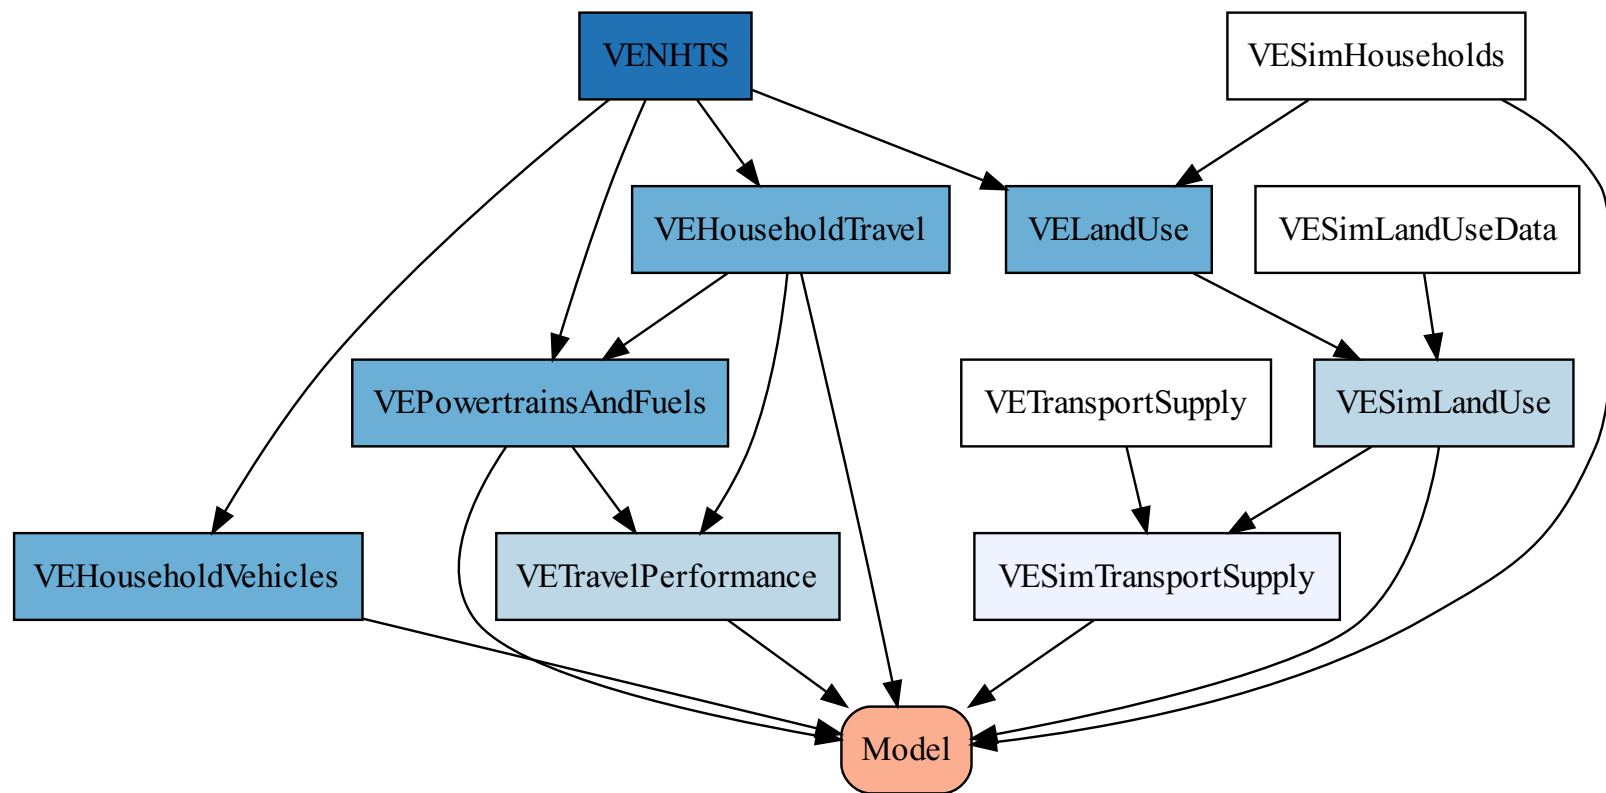 VENHTS
VESimHouseholds
VEHouseholdTravel
VELandUse
VESimLandUseData
VEPowertrainsAndFuels
VETransportSupply
VESimLandUse
VEHouseholdVehicles
VETravelPerformance
VESimTransportSupply
Model